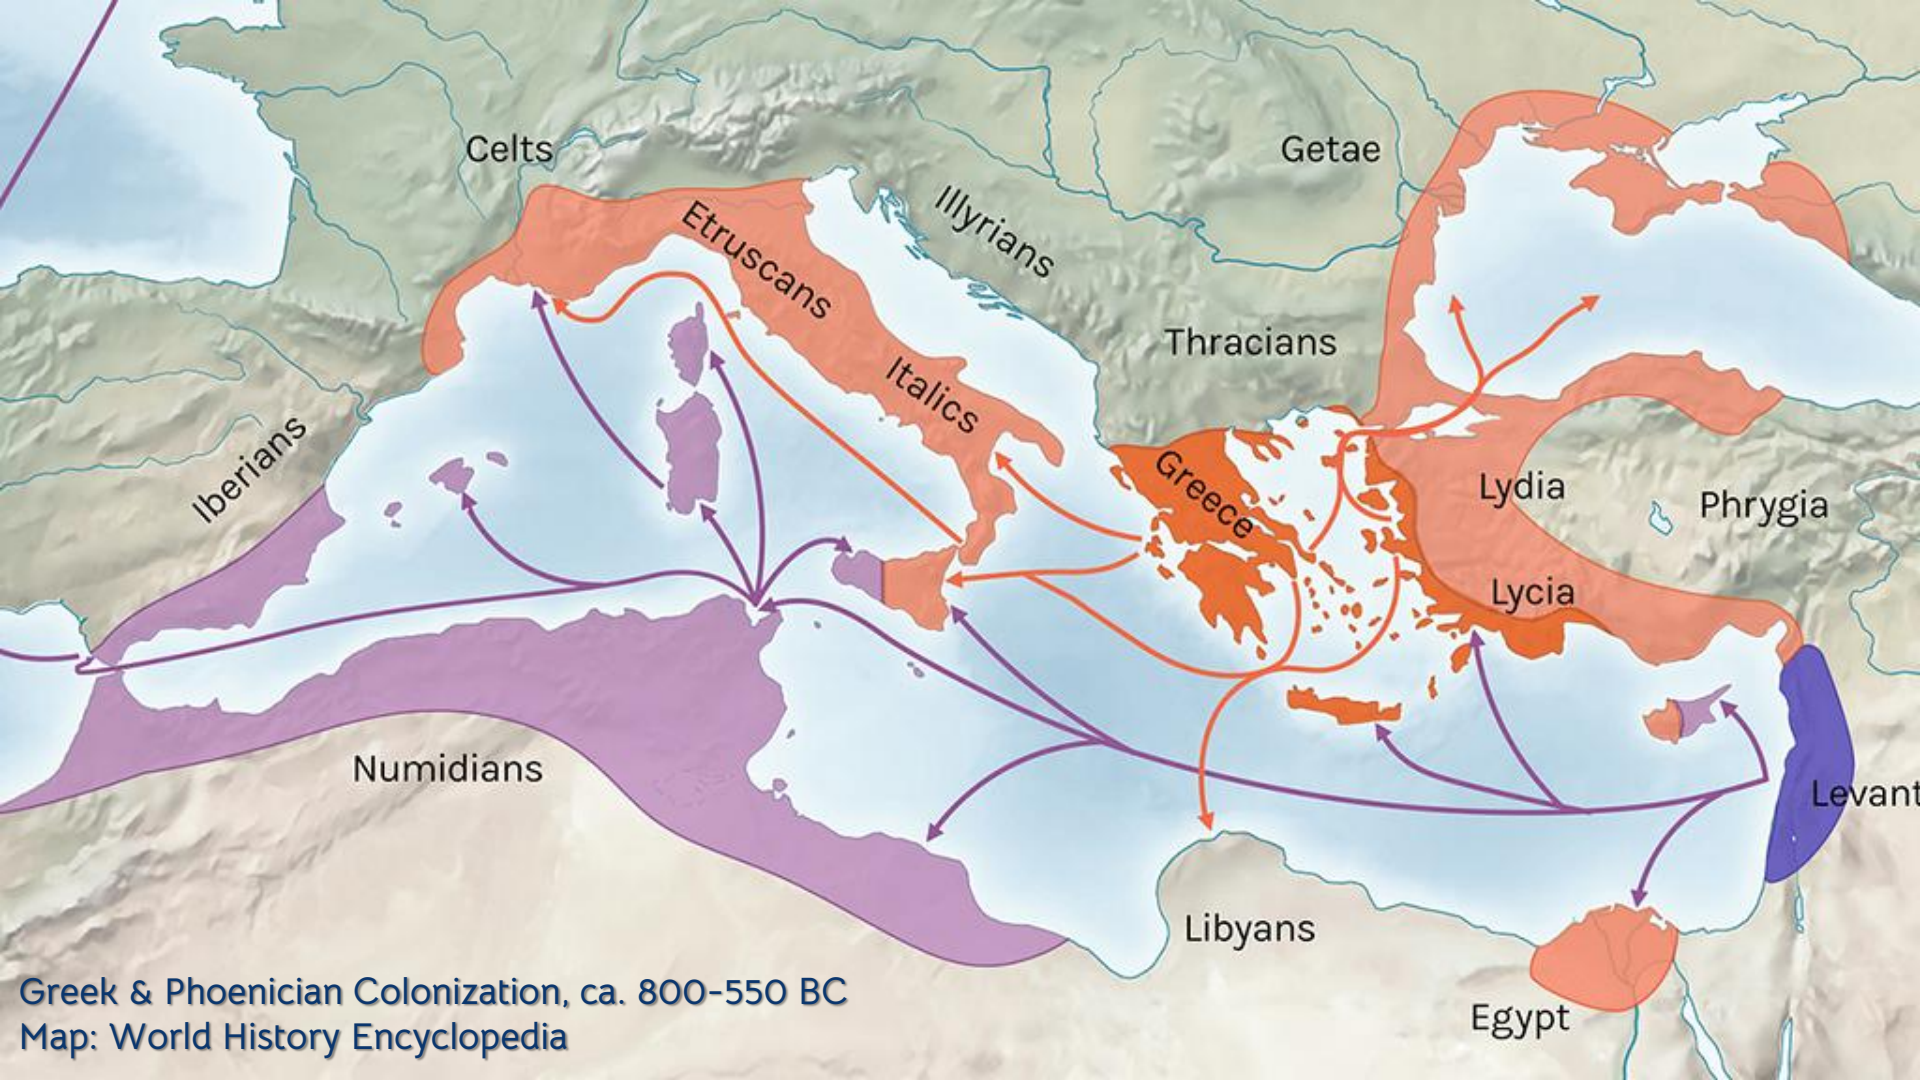 Celts
Getae
Illyrians
Etruscans
Thracians
Italics
Iberians
Greece
Lydia
Phrygia
Lycia
Numidians
Levant
Libyans
Egypt
Greek & Phoenician Colonization, ca. 800-550 BC
Map: World History Encyclopedia